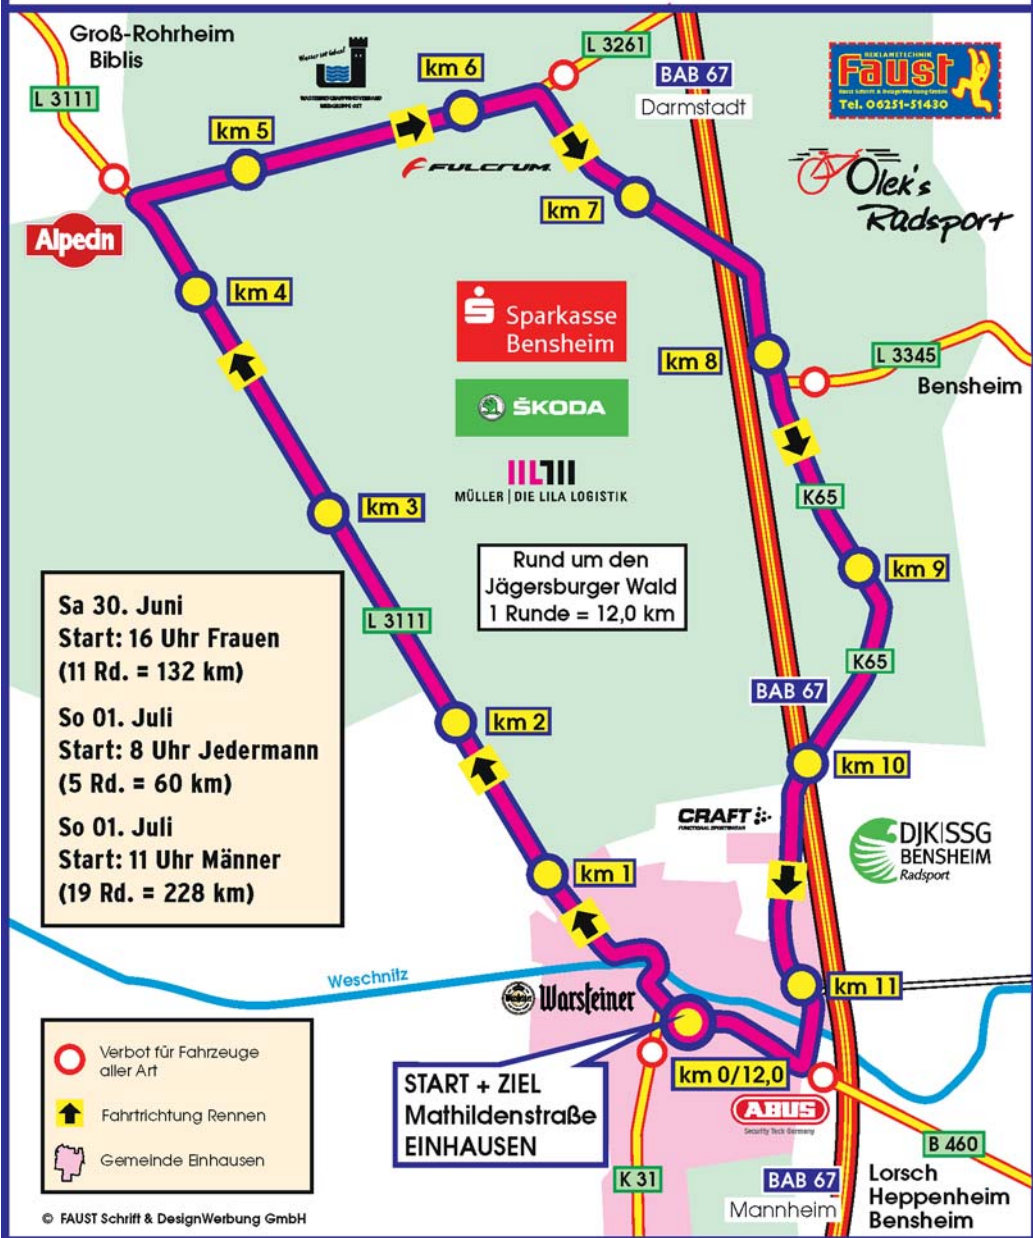 Groß-Rohrheim
Biblis
L 3111
km 5
km 6
L 3261
BAB 67
Darmstadt
REKLAMETECHNIK
Faust
Tel. 06251-51430
FULCRUM
km 7
Olek's
Radsport
Alpecin
km 4
Sparkasse
Bensheim
km 8
L 3345
Bensheim
ŠKODA
MÜLLER | DIE LILA LOGISTIK
K65
km 3
Rund um den
Jägersburger Wald
1 Runde = 12,0 km
km 9
L 3111
K65
Sa 30. Juni
Start: 16 Uhr Frauen
(11 Rd. = 132 km)
So 01. Juli
Start: 8 Uhr Jedermann
(5 Rd. = 60 km)
So 01. Juli
Start: 11 Uhr Männer
(19 Rd. = 228 km)
BAB 67
km 2
km 10
CRAFT
FUNCTIONAL SPORTSWEAR
DJK|SSG
BENSHEIM
Radsport
km 1
Weschnitz
Warsteiner
km 11
km 0/12,0
START + ZIEL
Mathildenstraße
EINHAUSEN
ABUS
Security Tech Germany
Verbot für Fahrzeuge
aller Art
Fahrtrichtung Rennen
Gemeinde Einhausen
K 31
B 460
BAB 67
Mannheim
Lorsch
Heppenheim
Bensheim
© FAUST Schrift & DesignWerbung GmbH